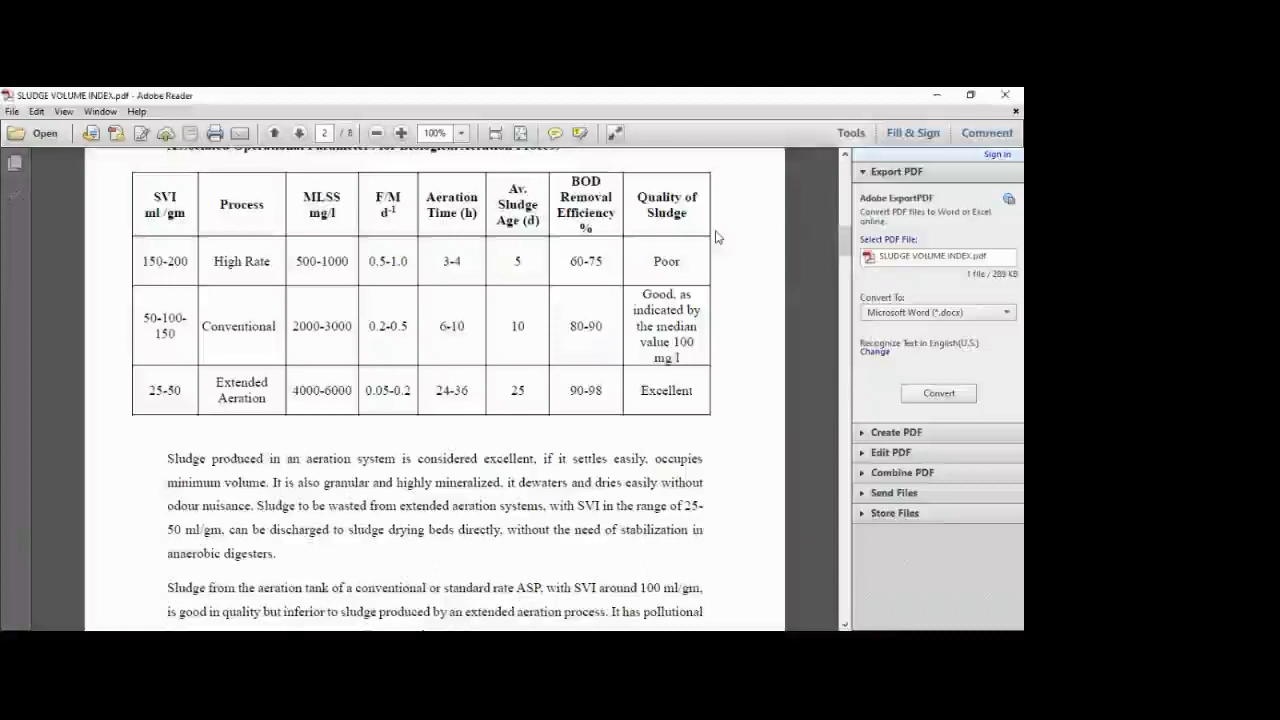 SLUDGE VOLUME INDEX.pdf - Adobe Reader
File Edit View Window Help
Open 2 / 8 100% Tools Fill & Sign Comment
Sign in
Export PDF
Adobe ExportPDF
Convert PDF files to Word or Excel
online.
Select PDF File:
SLUDGE VOLUME INDEX.pdf
1 file / 289 KB
Convert To:
Microsoft Word (*.docx)
Recognize Text in English(U.S.)
Change
Convert
Create PDF
Edit PDF
Combine PDF
Send Files
Store Files
Associated Operational Parameters for Biological Aeration Process
SVI ml /gm Process MLSS mg/l F/M d-1 Aeration Time (h) Av. Sludge Age (d) BOD Removal Efficiency % Quality of Sludge
150-200 High Rate 500-1000 0.5-1.0 3-4 5 60-75 Poor
50-100-150 Conventional 2000-3000 0.2-0.5 6-10 10 80-90 Good, as indicated by the median value 100 mg l
25-50 Extended Aeration 4000-6000 0.05-0.2 24-36 25 90-98 Excellent
Sludge produced in an aeration system is considered excellent, if it settles easily, occupies
minimum volume. It is also granular and highly mineralized, it dewaters and dries easily without
odour nuisance. Sludge to be wasted from extended aeration systems, with SVI in the range of 25-
50 ml/gm, can be discharged to sludge drying beds directly, without the need of stabilization in
anaerobic digesters.
Sludge from the aeration tank of a conventional or standard rate ASP, with SVI around 100 ml/gm,
is good in quality but inferior to sludge produced by an extended aeration process. It has pollutional